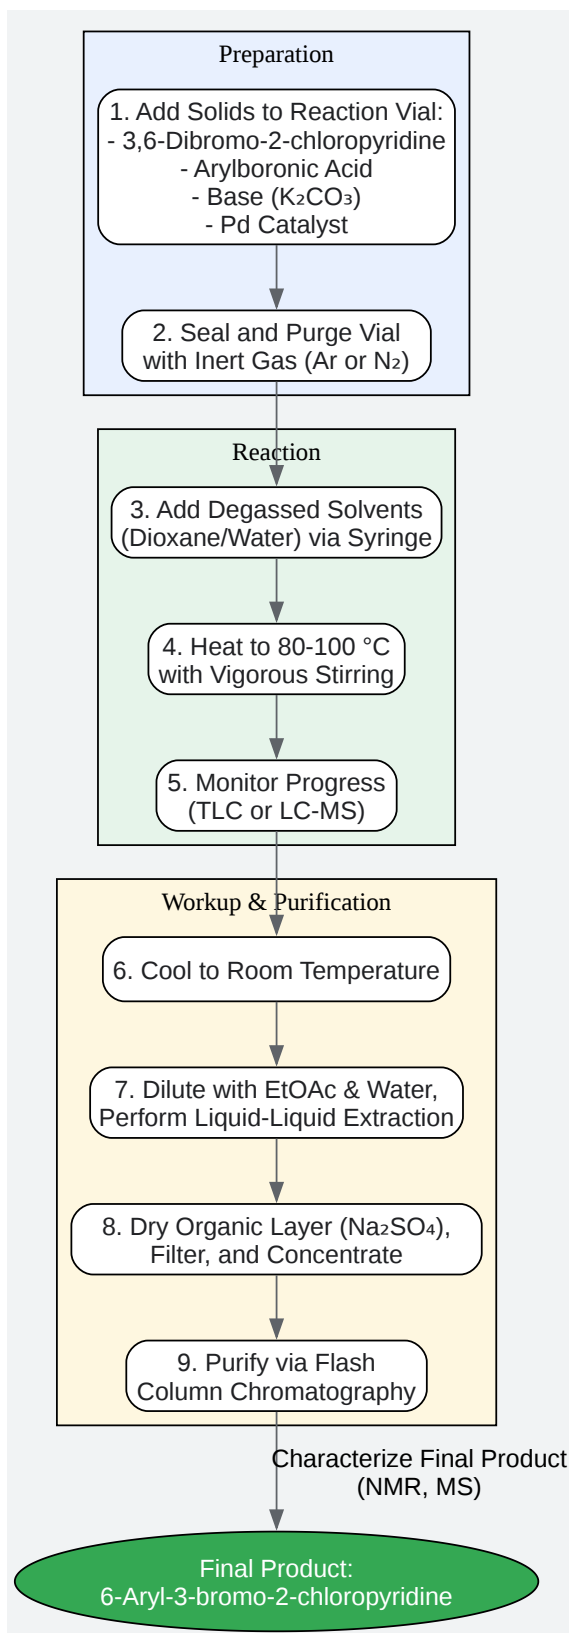 Preparation
1. Add Solids to Reaction Vial:
- 3,6-Dibromo-2-chloropyridine
- Arylboronic Acid
- Base (K₂CO₃)
- Pd Catalyst
2. Seal and Purge Vial
with Inert Gas (Ar or N₂)
Reaction
3. Add Degassed Solvents
(Dioxane/Water) via Syringe
4. Heat to 80-100 °C
with Vigorous Stirring
5. Monitor Progress
(TLC or LC-MS)
Workup & Purification
6. Cool to Room Temperature
7. Dilute with EtOAc & Water,
Perform Liquid-Liquid Extraction
8. Dry Organic Layer (Na₂SO₄),
Filter, and Concentrate
9. Purify via Flash
Column Chromatography
Characterize Final Product
(NMR, MS)
Final Product:
6-Aryl-3-bromo-2-chloropyridine